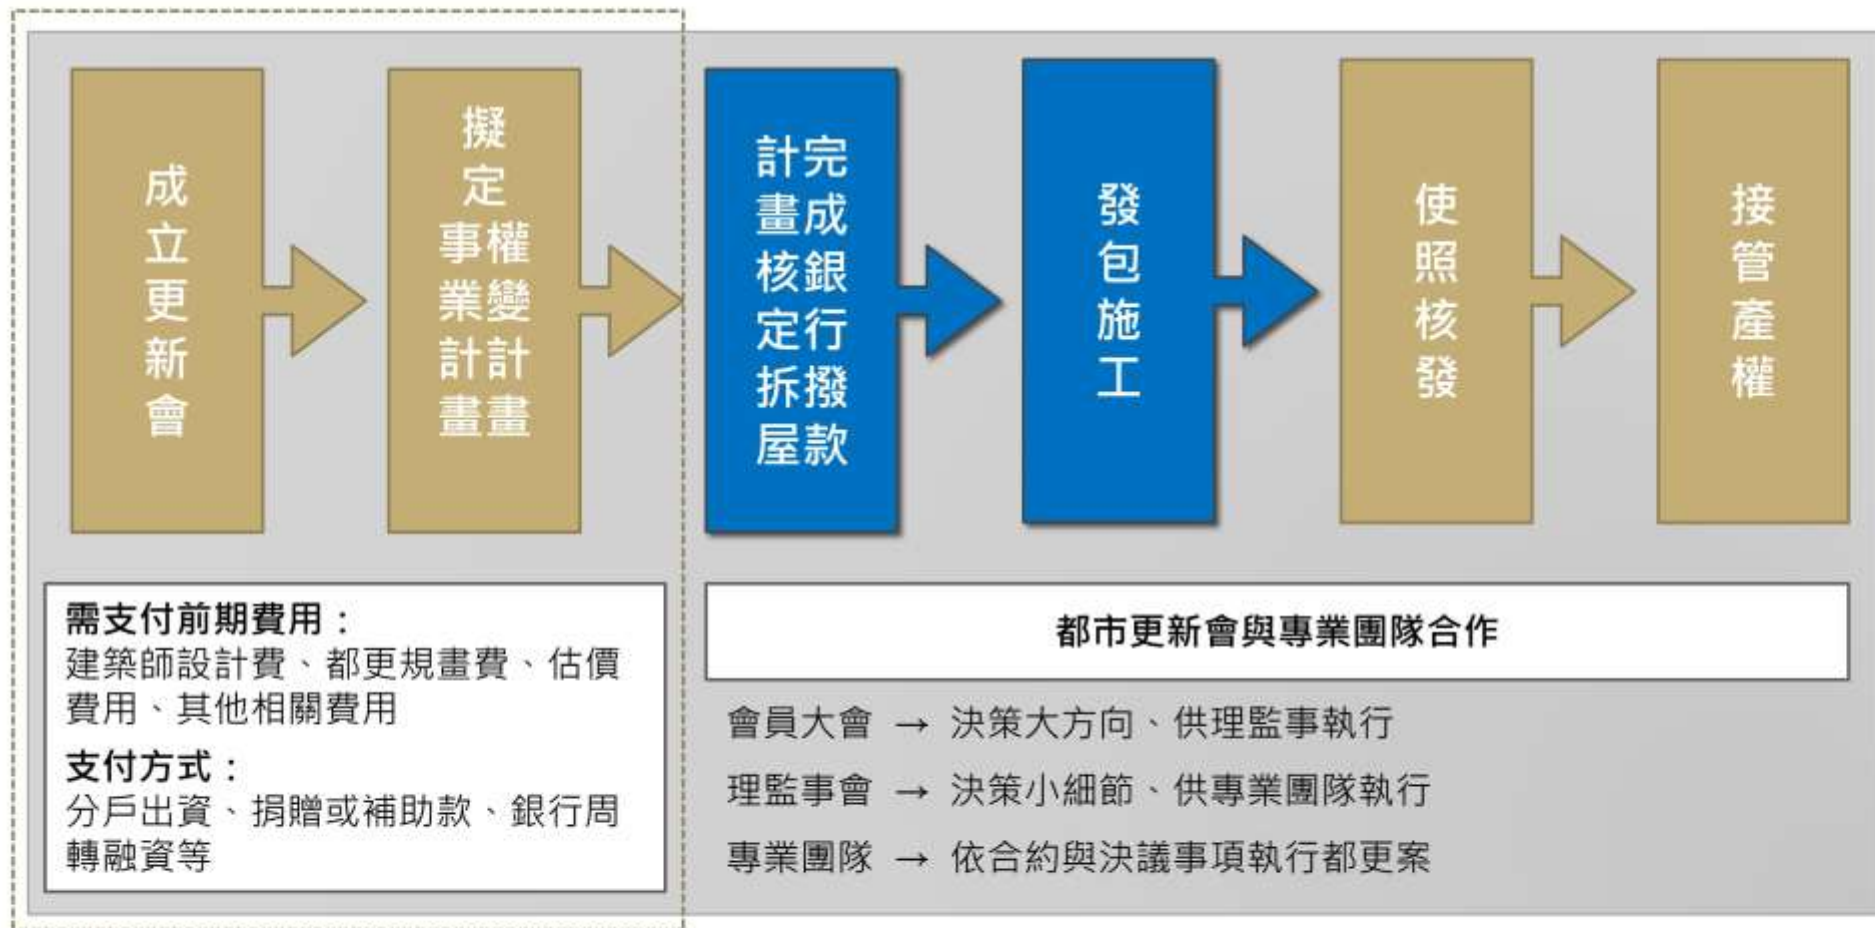 成立更新會
擬定
事業計畫
權變計畫
計畫核定拆屋
完成銀行撥款
發包施工
使照核發
接管產權
需支付前期費用：
建築師設計費、都更規畫費、估價
費用、其他相關費用
支付方式：
分戶出資、捐贈或補助款、銀行周
轉融資等
都市更新會與專業團隊合作
會員大會 → 決策大方向、供理監事執行
理監事會 → 決策小細節、供專業團隊執行
專業團隊 → 依合約與決議事項執行都更案